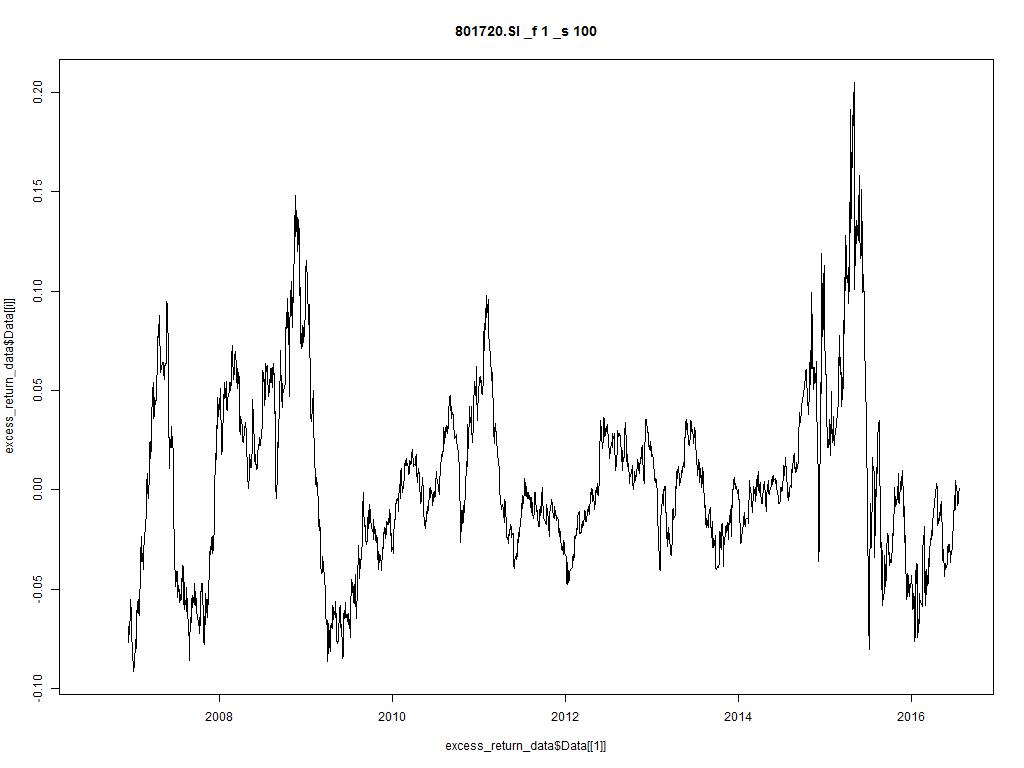 801720.SI _f 1 _s 100
excess_return_data$Data[[i]]
0.20
0.15
0.10
0.05
0.00
-0.05
-0.10
2008 2010 2012 2014 2016
excess_return_data$Data[[1]]